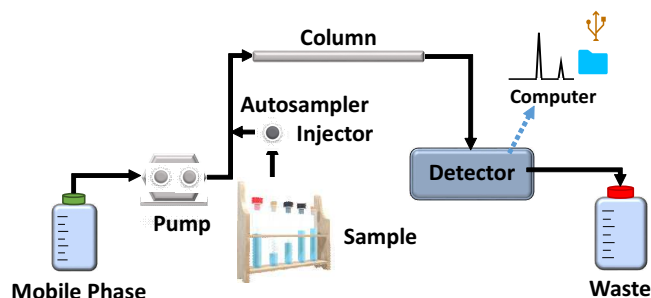 Column
Computer
Autosampler
Injector
Detector
Pump
Sample
Mobile Phase
Waste